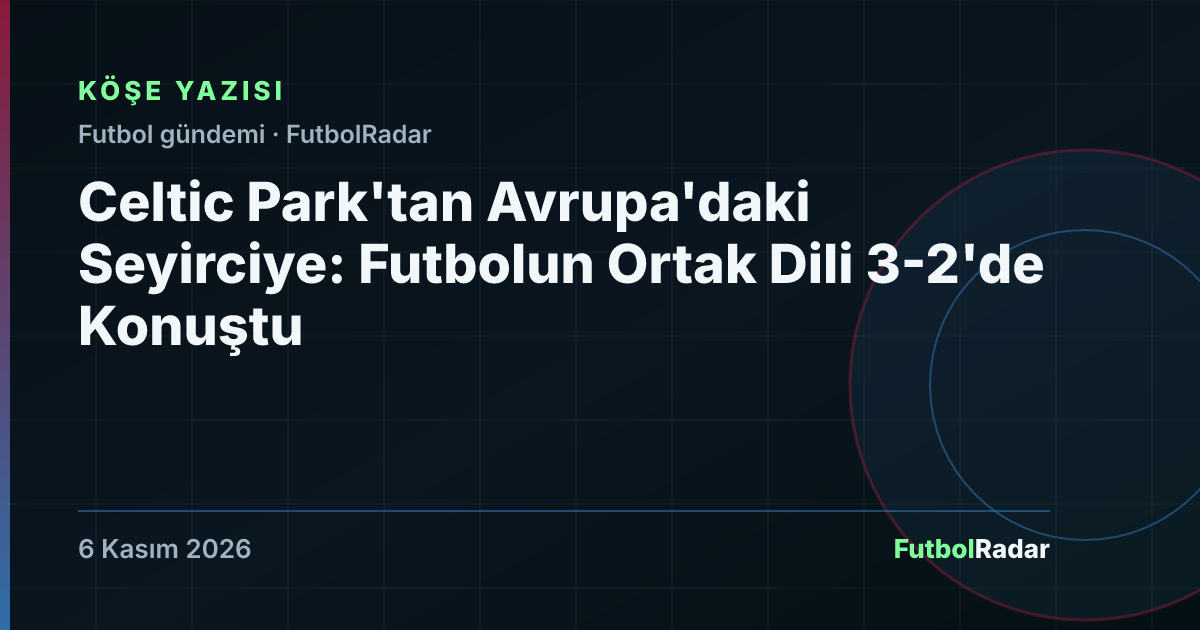 KÖŞE YAZISI
Futbol gündemi · FutbolRadar
Celtic Park'tan Avrupa'daki
Seyirciye: Futbolun Ortak Dili 3-2'de
Konuştu
6 Kasım 2026
FutbolRadar